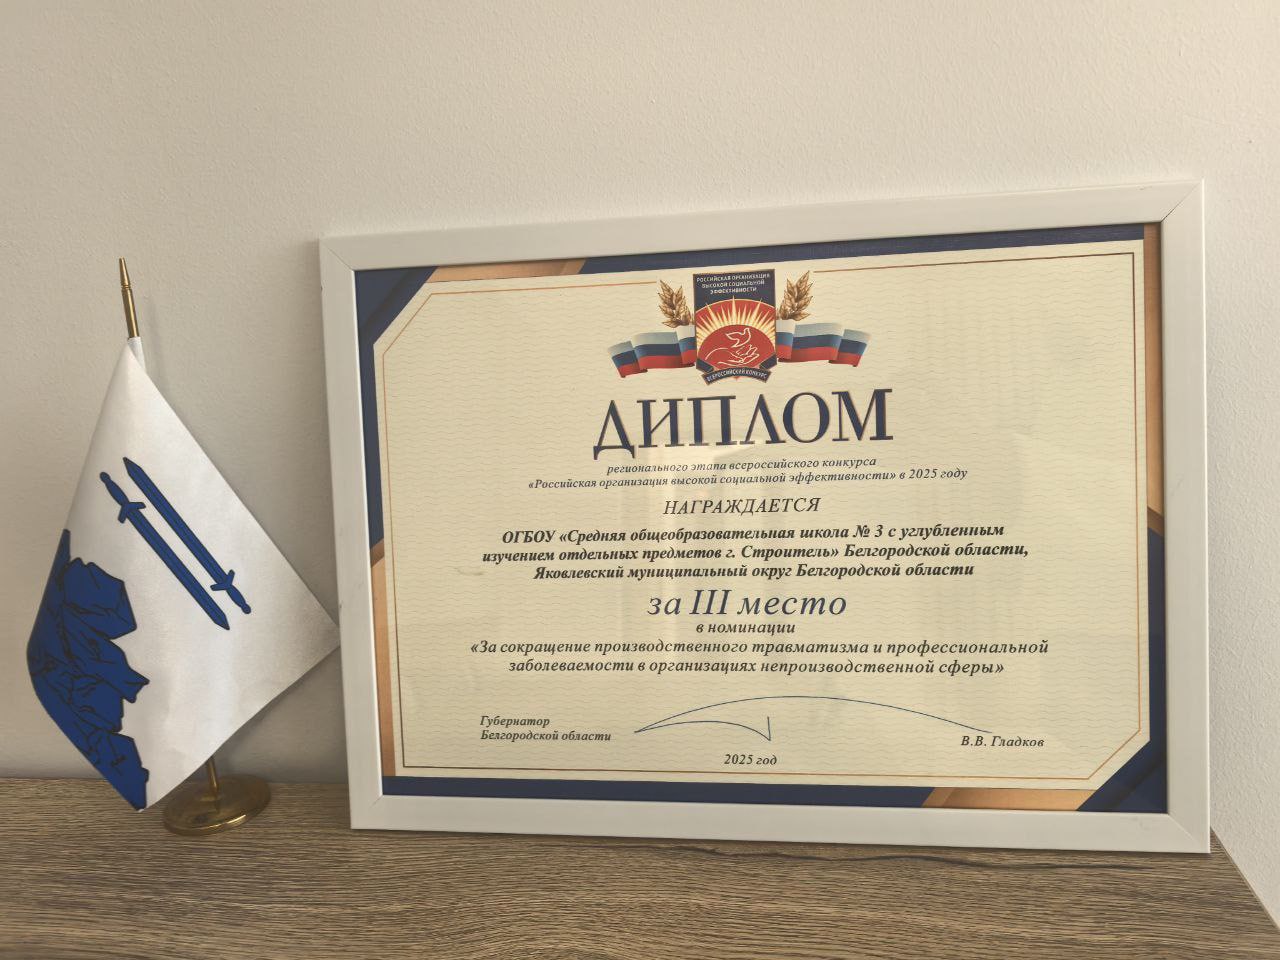 РОССИЙСКАЯ ОРГАНИЗАЦИЯ
ВЫСОКОЙ СОЦИАЛЬНОЙ
ЭФФЕКТИВНОСТИ
ВСЕРОССИЙСКИЙ КОНКУРС
ДИПЛОМ
регионального этапа всероссийского конкурса
«Российская организация высокой социальной эффективности» в 2025 году
НАГРАЖДАЕТСЯ
ОГБОУ «Средняя общеобразовательная школа № 3 с углубленным
изучением отдельных предметов г. Строитель» Белгородской области,
Яковлевский муниципальный округ Белгородской области
за III место
в номинации
«За сокращение производственного травматизма и профессиональной
заболеваемости в организациях непроизводственной сферы»
Губернатор
Белгородской области
В.В. Гладков
2025 год